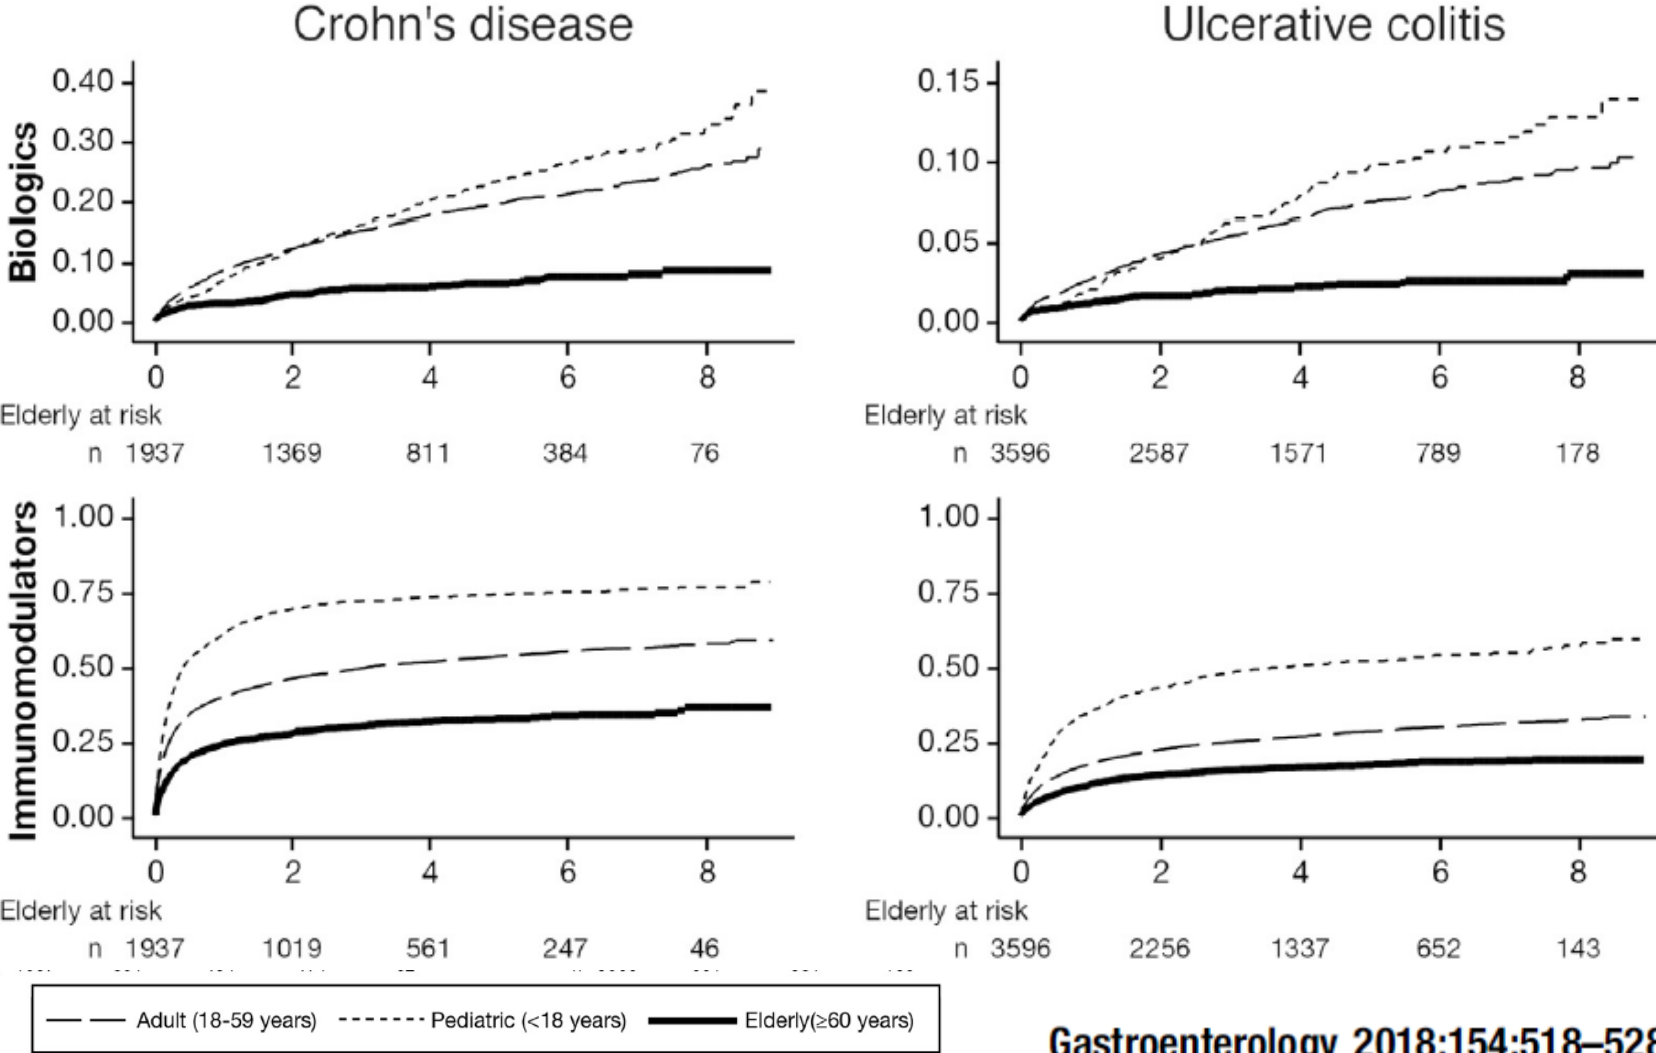 Crohn's disease
Ulcerative colitis
Biologics
0.40
0.30
0.20
0.10
0.00
0 2 4 6 8
Elderly at risk
n 1937 1369 811 384 76
0.15
0.10
0.05
0.00
0 2 4 6 8
Elderly at risk
n 3596 2587 1571 789 178
Immunomodulators
1.00
0.75
0.50
0.25
0.00
0 2 4 6 8
Elderly at risk
n 1937 1019 561 247 46
1.00
0.75
0.50
0.25
0.00
0 2 4 6 8
Elderly at risk
n 3596 2256 1337 652 143
Adult (18-59 years) Pediatric (<18 years) Elderly(≥60 years)
Gastroenterology 2018;154:518–528